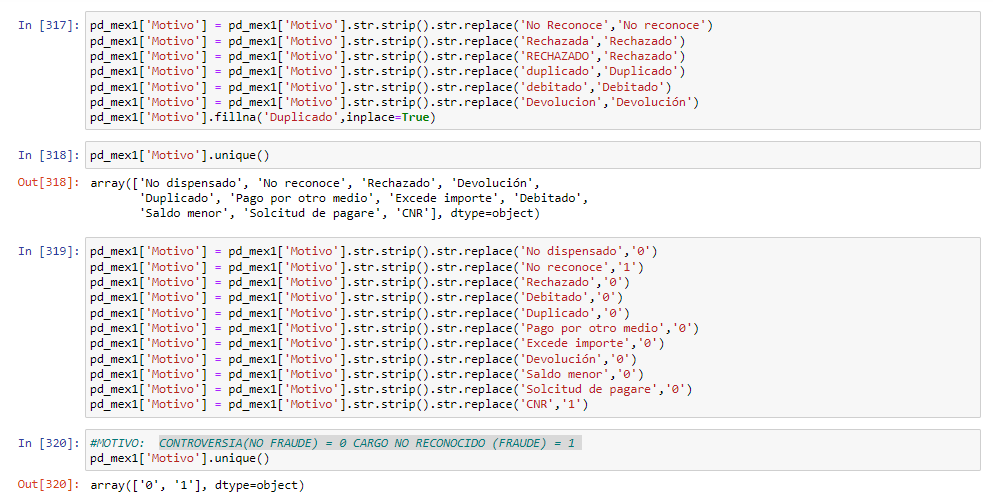 In [317]: pd_mex1['Motivo'] = pd_mex1['Motivo'].str.strip().str.replace('No Reconoce','No reconoce')
pd_mex1['Motivo'] = pd_mex1['Motivo'].str.strip().str.replace('Rechazada','Rechazado')
pd_mex1['Motivo'] = pd_mex1['Motivo'].str.strip().str.replace('RECHAZADO','Rechazado')
pd_mex1['Motivo'] = pd_mex1['Motivo'].str.strip().str.replace('duplicado','Duplicado')
pd_mex1['Motivo'] = pd_mex1['Motivo'].str.strip().str.replace('debitado','Debitado')
pd_mex1['Motivo'] = pd_mex1['Motivo'].str.strip().str.replace('Devolucion','Devolución')
pd_mex1['Motivo'].fillna('Duplicado',inplace=True)
In [318]: pd_mex1['Motivo'].unique()
Out[318]: array(['No dispensado', 'No reconoce', 'Rechazado', 'Devolución',
'Duplicado', 'Pago por otro medio', 'Excede importe', 'Debitado',
'Saldo menor', 'Solcitud de pagare', 'CNR'], dtype=object)
In [319]: pd_mex1['Motivo'] = pd_mex1['Motivo'].str.strip().str.replace('No dispensado','0')
pd_mex1['Motivo'] = pd_mex1['Motivo'].str.strip().str.replace('No reconoce','1')
pd_mex1['Motivo'] = pd_mex1['Motivo'].str.strip().str.replace('Rechazado','0')
pd_mex1['Motivo'] = pd_mex1['Motivo'].str.strip().str.replace('Debitado','0')
pd_mex1['Motivo'] = pd_mex1['Motivo'].str.strip().str.replace('Duplicado','0')
pd_mex1['Motivo'] = pd_mex1['Motivo'].str.strip().str.replace('Pago por otro medio','0')
pd_mex1['Motivo'] = pd_mex1['Motivo'].str.strip().str.replace('Excede importe','0')
pd_mex1['Motivo'] = pd_mex1['Motivo'].str.strip().str.replace('Devolución','0')
pd_mex1['Motivo'] = pd_mex1['Motivo'].str.strip().str.replace('Saldo menor','0')
pd_mex1['Motivo'] = pd_mex1['Motivo'].str.strip().str.replace('Solcitud de pagare','0')
pd_mex1['Motivo'] = pd_mex1['Motivo'].str.strip().str.replace('CNR','1')
In [320]: #MOTIVO:  CONTROVERSIA(NO FRAUDE) = 0 CARGO NO RECONOCIDO (FRAUDE) = 1
pd_mex1['Motivo'].unique()
Out[320]: array(['0', '1'], dtype=object)